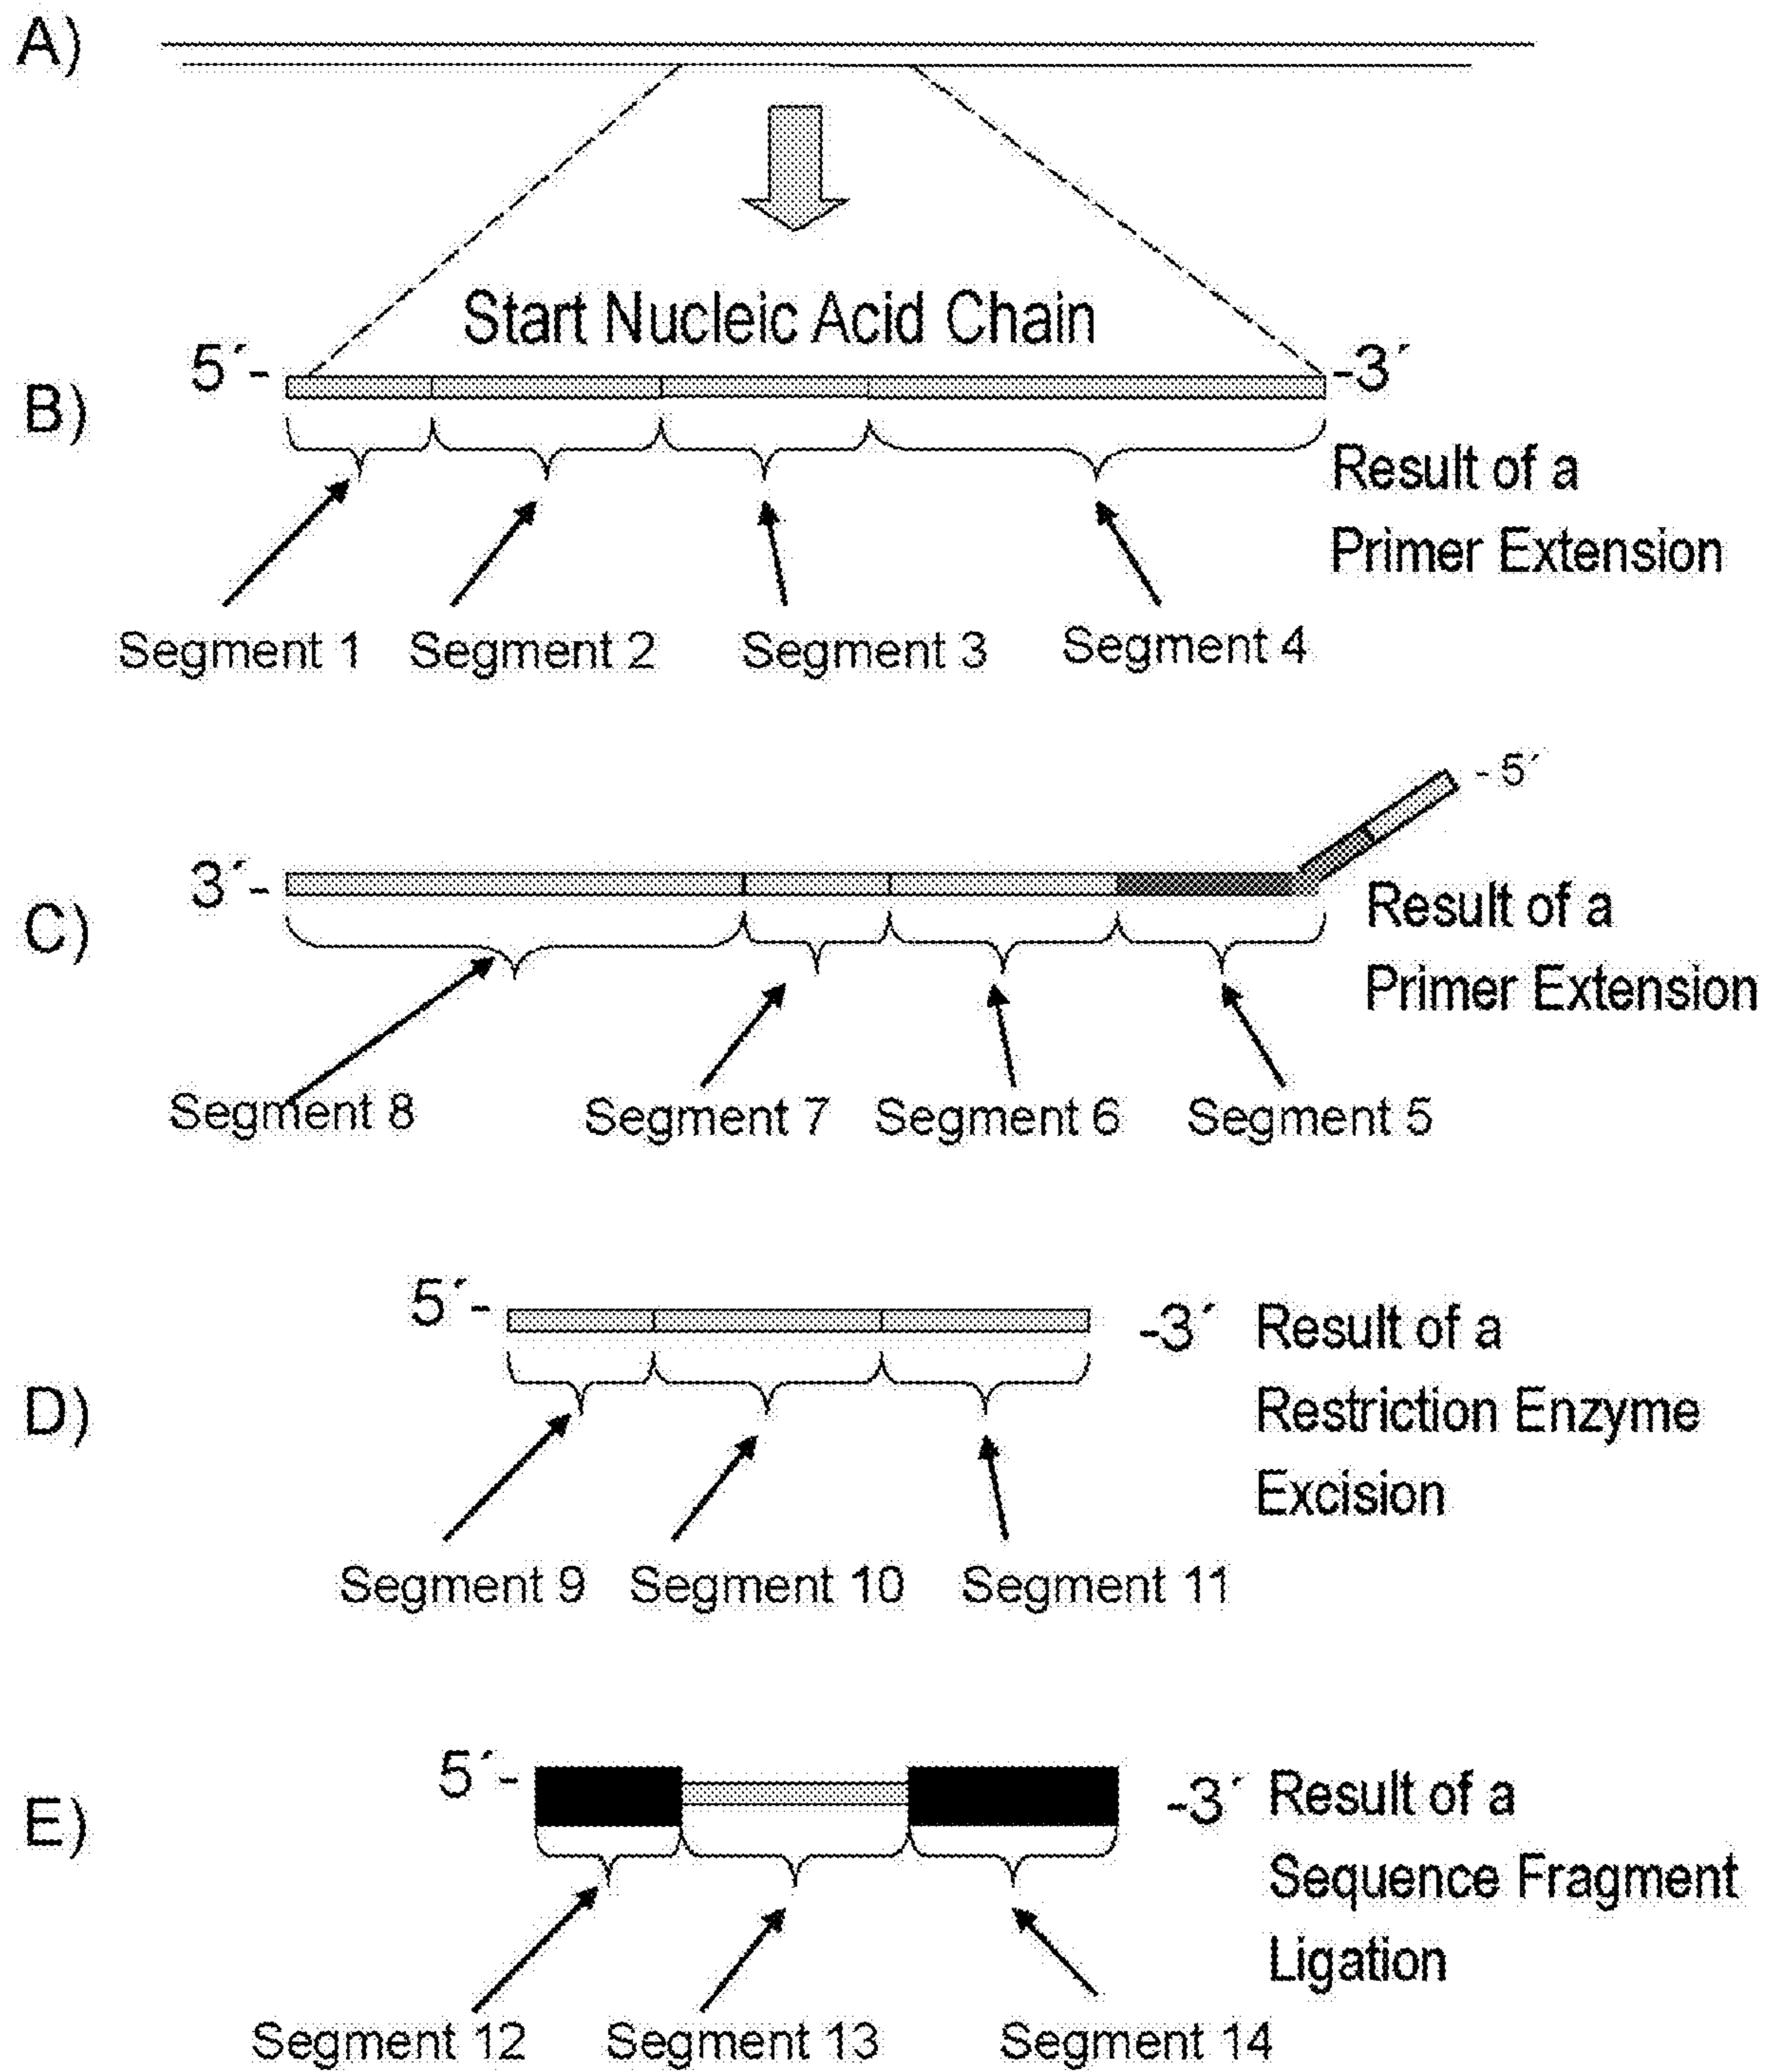 A)
Start Nucleic Acid Chain
5´-
-3´
B)
Result of a
Primer Extension
Segment 1
Segment 2
Segment 3
Segment 4
- 5´
3´-
C)
Result of a
Primer Extension
Segment 8
Segment 7
Segment 6
Segment 5
5´-
-3´
Result of a
D)
Restriction Enzyme
Excision
Segment 9
Segment 10
Segment 11
5´-
-3´
Result of a
E)
Sequence Fragment
Ligation
Segment 12
Segment 13
Segment 14